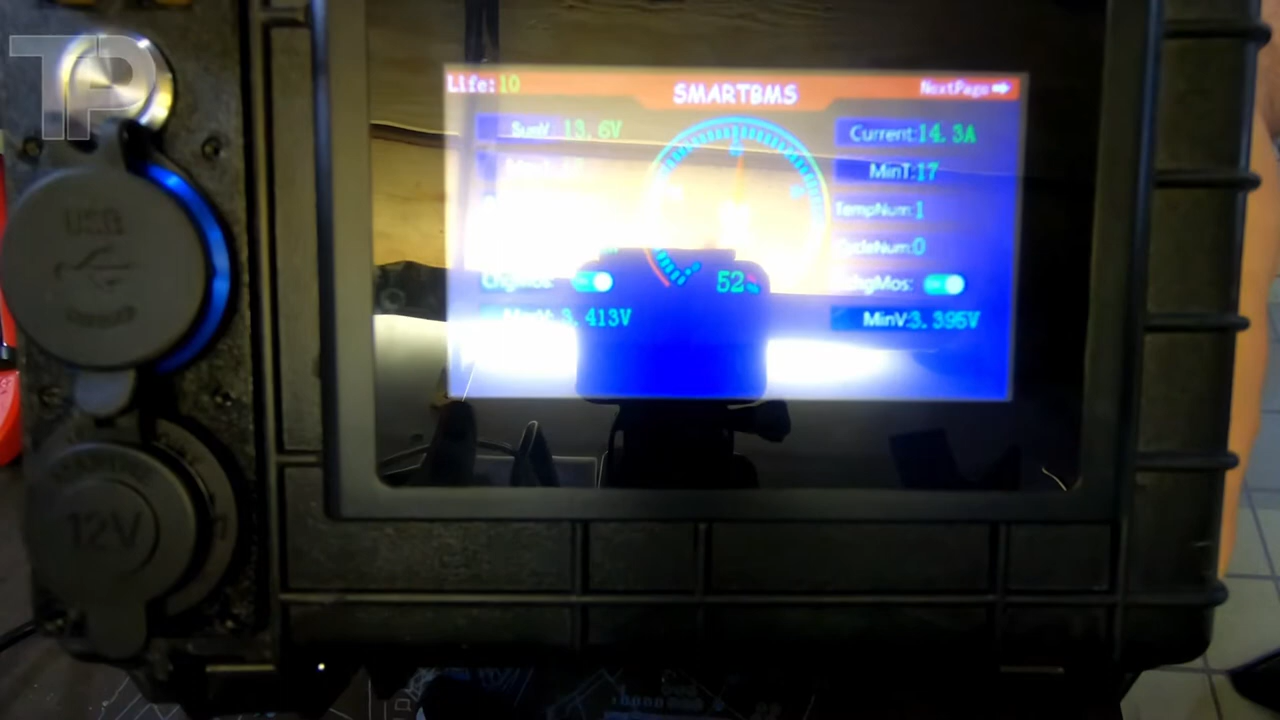 TP
Life:10
SMARTBMS
NextPage
SumV 13.6V
Current:14.3A
MinT:17
TempNum:1
CycleNum:0
ChgMos:
52%
3.413V
MinV:3.395V
USB
12V